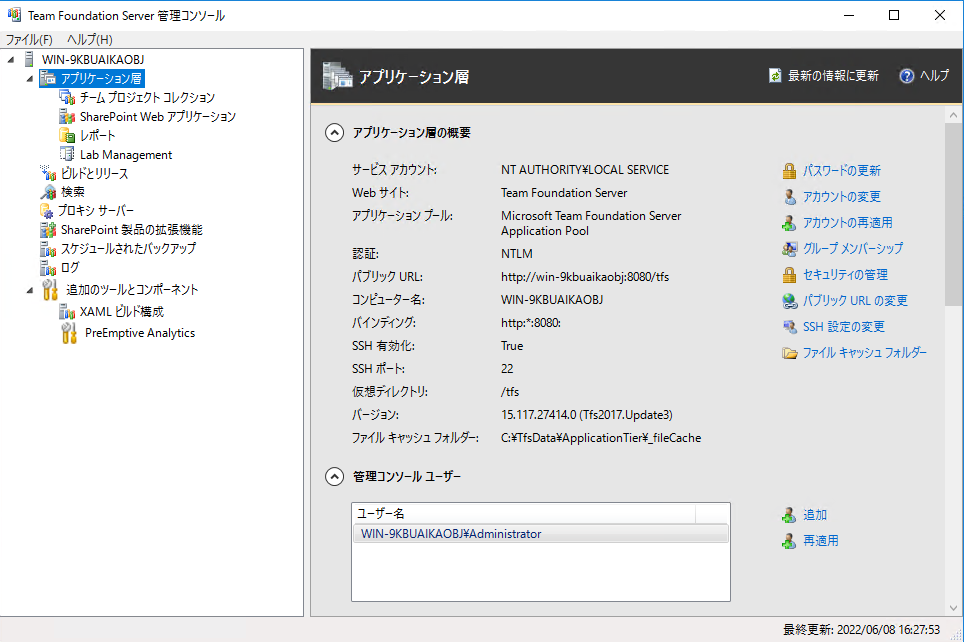 Team Foundation Server 管理コンソール
ファイル(F) ヘルプ(H)
WIN-9KBUAIKAOBJ
アプリケーション層
チーム プロジェクト コレクション
SharePoint Web アプリケーション
レポート
Lab Management
ビルドとリリース
検索
プロキシ サーバー
SharePoint 製品の拡張機能
スケジュールされたバックアップ
ログ
追加のツールとコンポーネント
XAML ビルド構成
PreEmptive Analytics
アプリケーション層
最新の情報に更新
ヘルプ
アプリケーション層の概要
サービス アカウント: NT AUTHORITY¥LOCAL SERVICE
Web サイト: Team Foundation Server
アプリケーション プール: Microsoft Team Foundation Server
Application Pool
認証: NTLM
パブリック URL: http://win-9kbuaikaobj:8080/tfs
コンピューター名: WIN-9KBUAIKAOBJ
バインディング: http:*:8080:
SSH 有効化: True
SSH ポート: 22
仮想ディレクトリ: /tfs
バージョン: 15.117.27414.0 (Tfs2017.Update3)
ファイル キャッシュ フォルダー: C:¥TfsData¥ApplicationTier¥_fileCache
パスワードの更新
アカウントの変更
アカウントの再適用
グループ メンバーシップ
セキュリティの管理
パブリック URL の変更
SSH 設定の変更
ファイル キャッシュ フォルダー
管理コンソール ユーザー
ユーザー名
WIN-9KBUAIKAOBJ¥Administrator
追加
再適用
最終更新: 2022/06/08 16:27:53